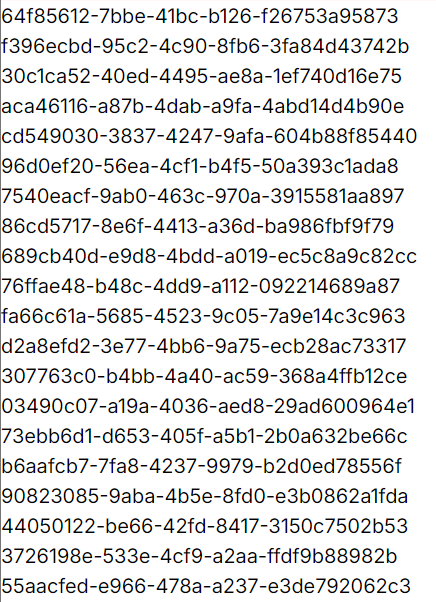 64f85612-7bbe-41bc-b126-f26753a95873
f396ecbd-95c2-4c90-8fb6-3fa84d43742b
30c1ca52-40ed-4495-ae8a-1ef740d16e75
aca46116-a87b-4dab-a9fa-4abd14d4b90e
cd549030-3837-4247-9afa-604b88f85440
96d0ef20-56ea-4cf1-b4f5-50a393c1ada8
7540eacf-9ab0-463c-970a-3915581aa897
86cd5717-8e6f-4413-a36d-ba986fbf9f79
689cb40d-e9d8-4bdd-a019-ec5c8a9c82cc
76ffae48-b48c-4dd9-a112-092214689a87
fa66c61a-5685-4523-9c05-7a9e14c3c963
d2a8efd2-3e77-4bb6-9a75-ecb28ac73317
307763c0-b4bb-4a40-ac59-368a4ffb12ce
03490c07-a19a-4036-aed8-29ad600964e1
73ebb6d1-d653-405f-a5b1-2b0a632be66c
b6aafcb7-7fa8-4237-9979-b2d0ed78556f
90823085-9aba-4b5e-8fd0-e3b0862a1fda
44050122-be66-42fd-8417-3150c7502b53
3726198e-533e-4cf9-a2aa-ffdf9b88982b
55aacfed-e966-478a-a237-e3de792062c3